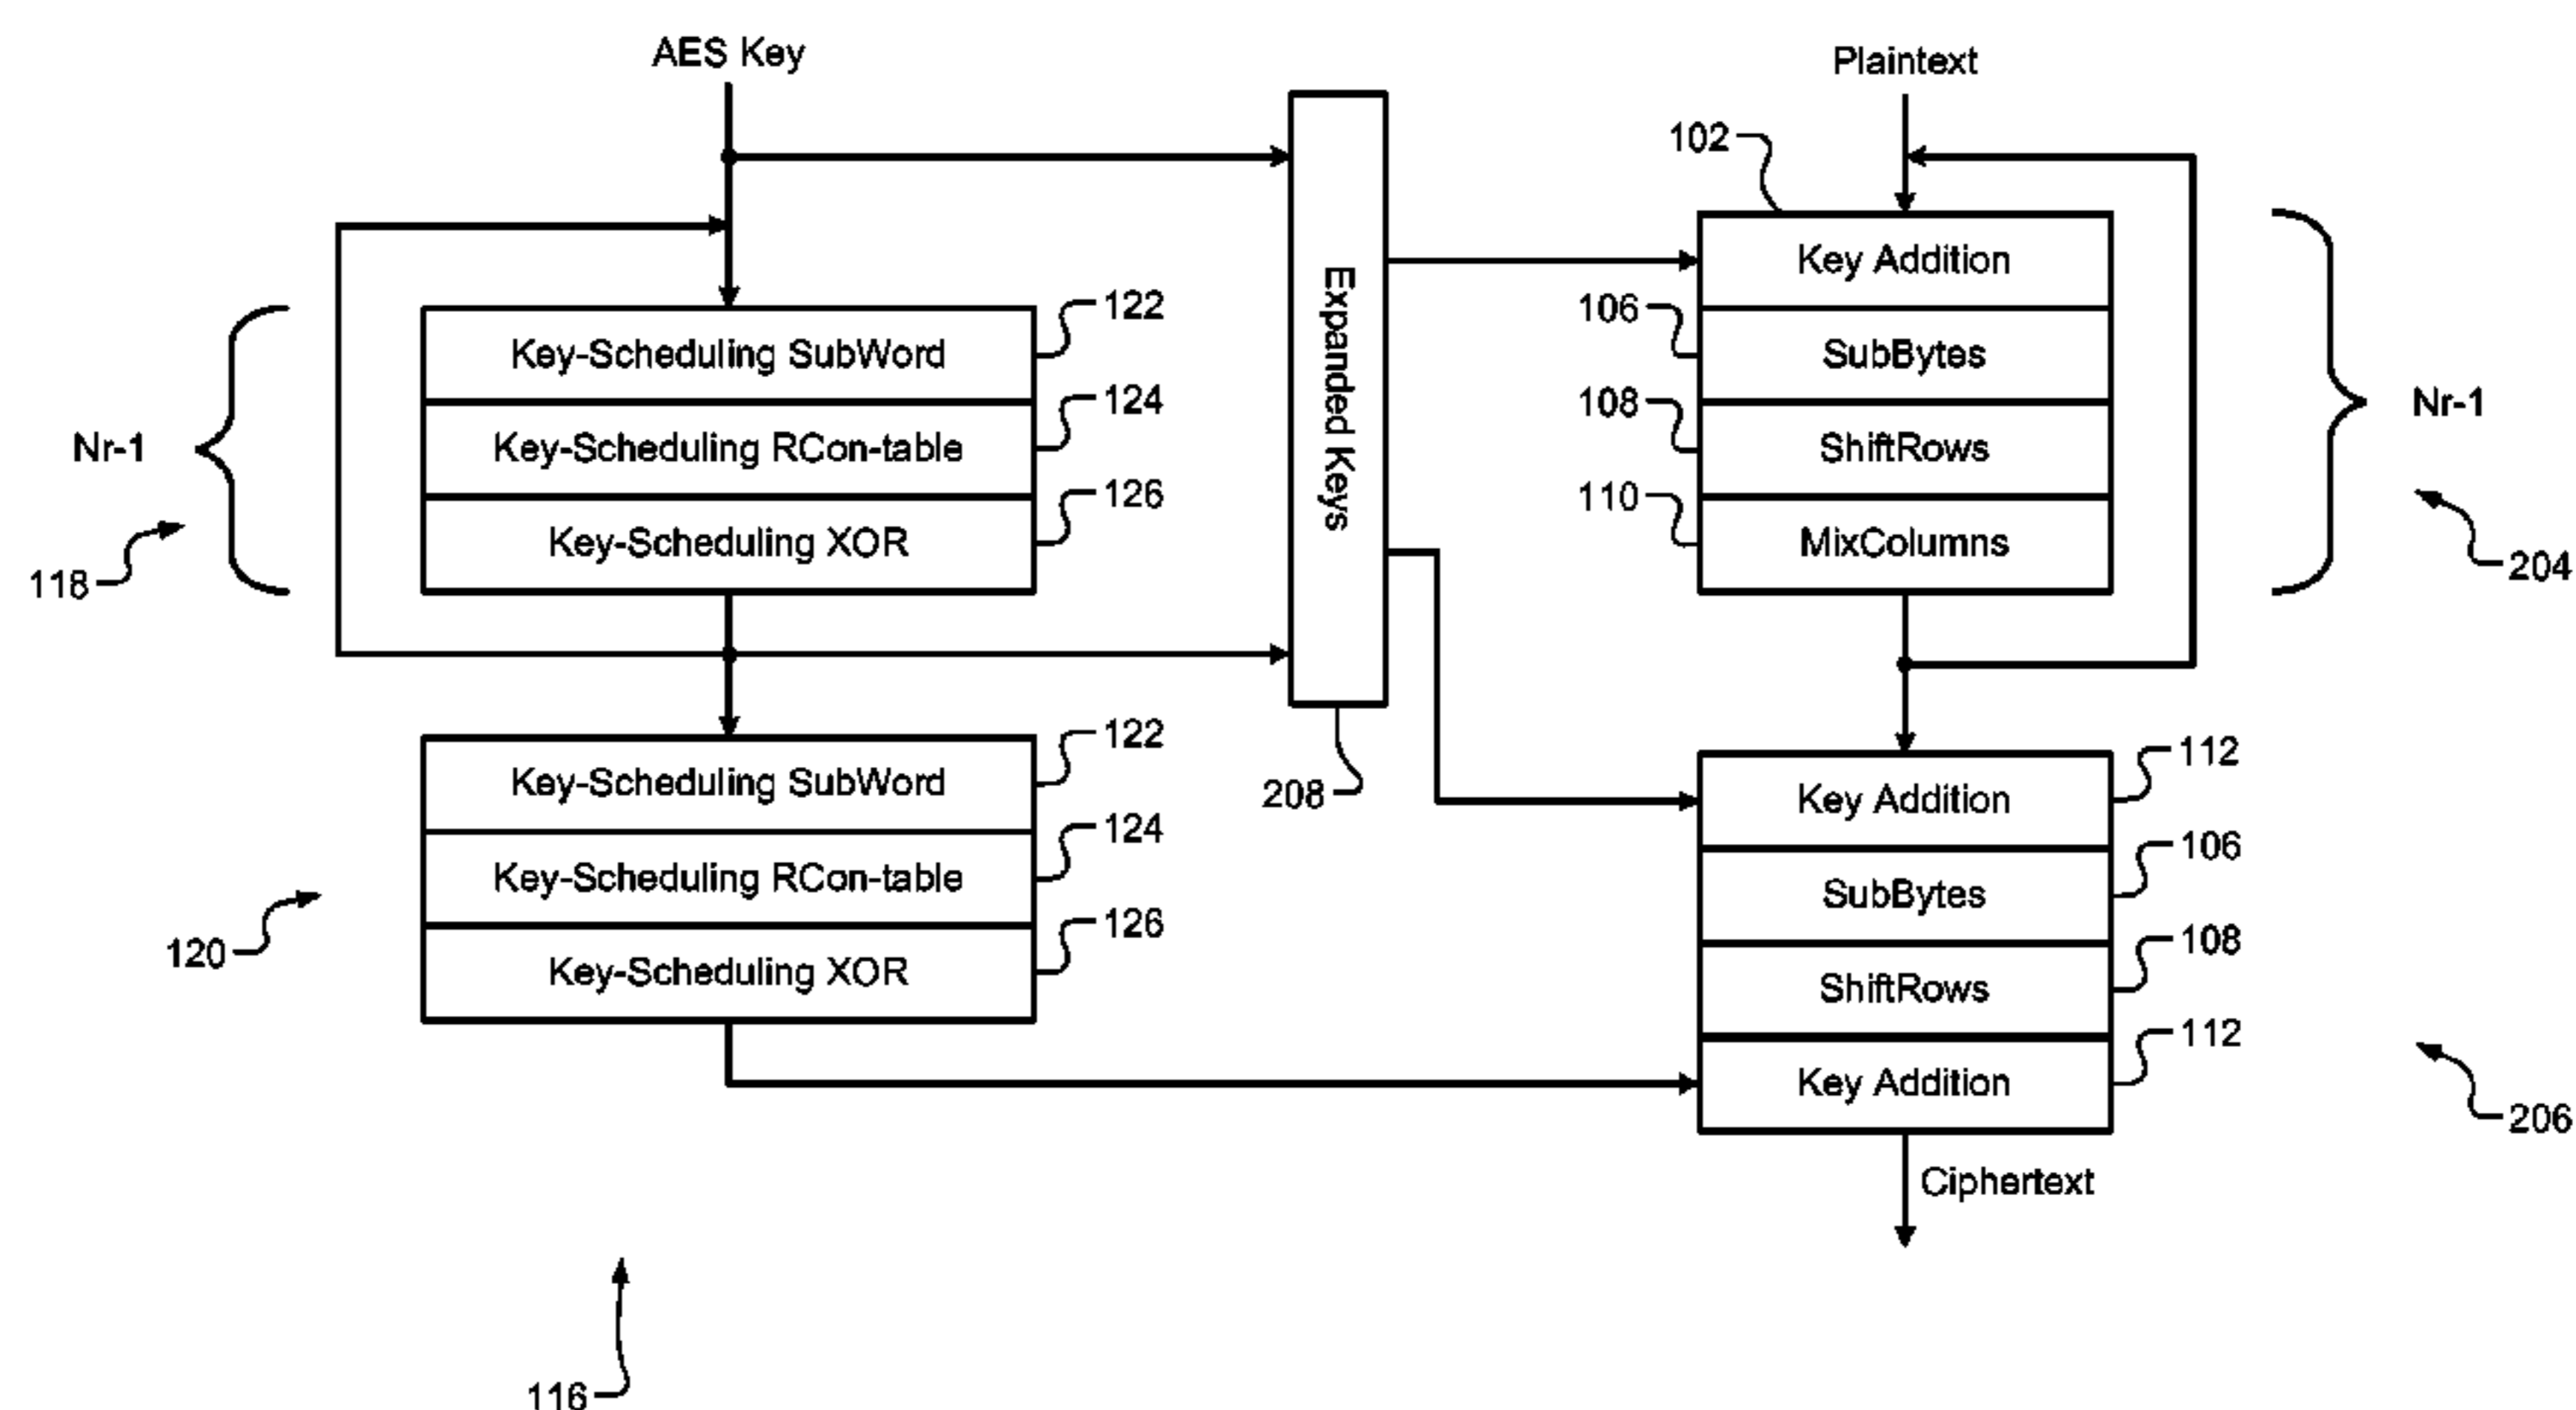 AES Key
Plaintext
102
Key Addition
106
SubBytes
108
ShiftRows
110
MixColumns
Nr-1
204
122
Key-Scheduling SubWord
124
Key-Scheduling RCon-table
126
Key-Scheduling XOR
Nr-1
118
Expanded Keys
208
122
Key-Scheduling SubWord
124
Key-Scheduling RCon-table
126
Key-Scheduling XOR
120
112
Key Addition
106
SubBytes
108
ShiftRows
112
Key Addition
206
Ciphertext
116